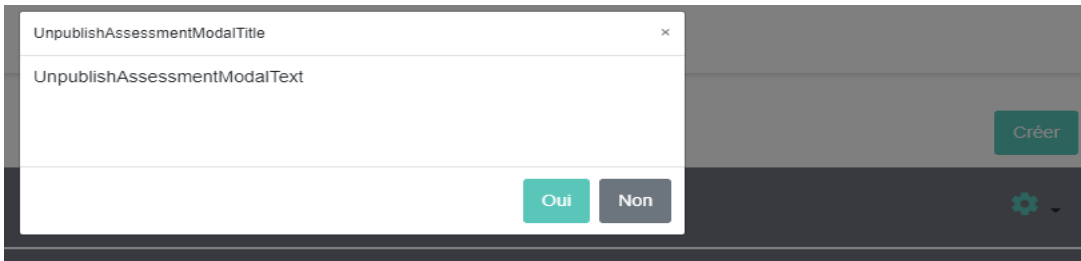 UnpublishAssessmentModalTitle ×
UnpublishAssessmentModalText
Créer
Oui Non